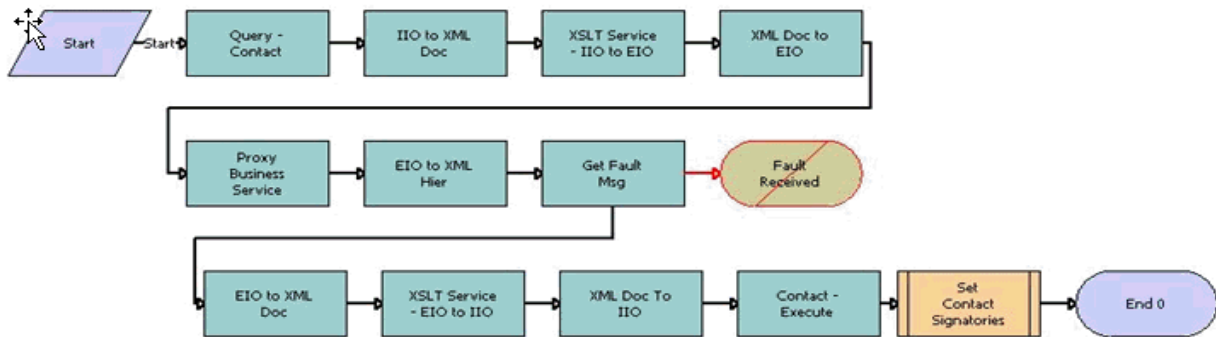 Start
Start
Query -
Contact
IIO to XML
Doc
XSLT Service
- IIO to EIO
XML Doc to
EIO
Proxy
Business
Service
EIO to XML
Hier
Get Fault
Msg
Fault
Received
EIO to XML
Doc
XSLT Service
- EIO to IIO
XML Doc To
IIO
Contact -
Execute
Set
Contact
Signatories
End 0